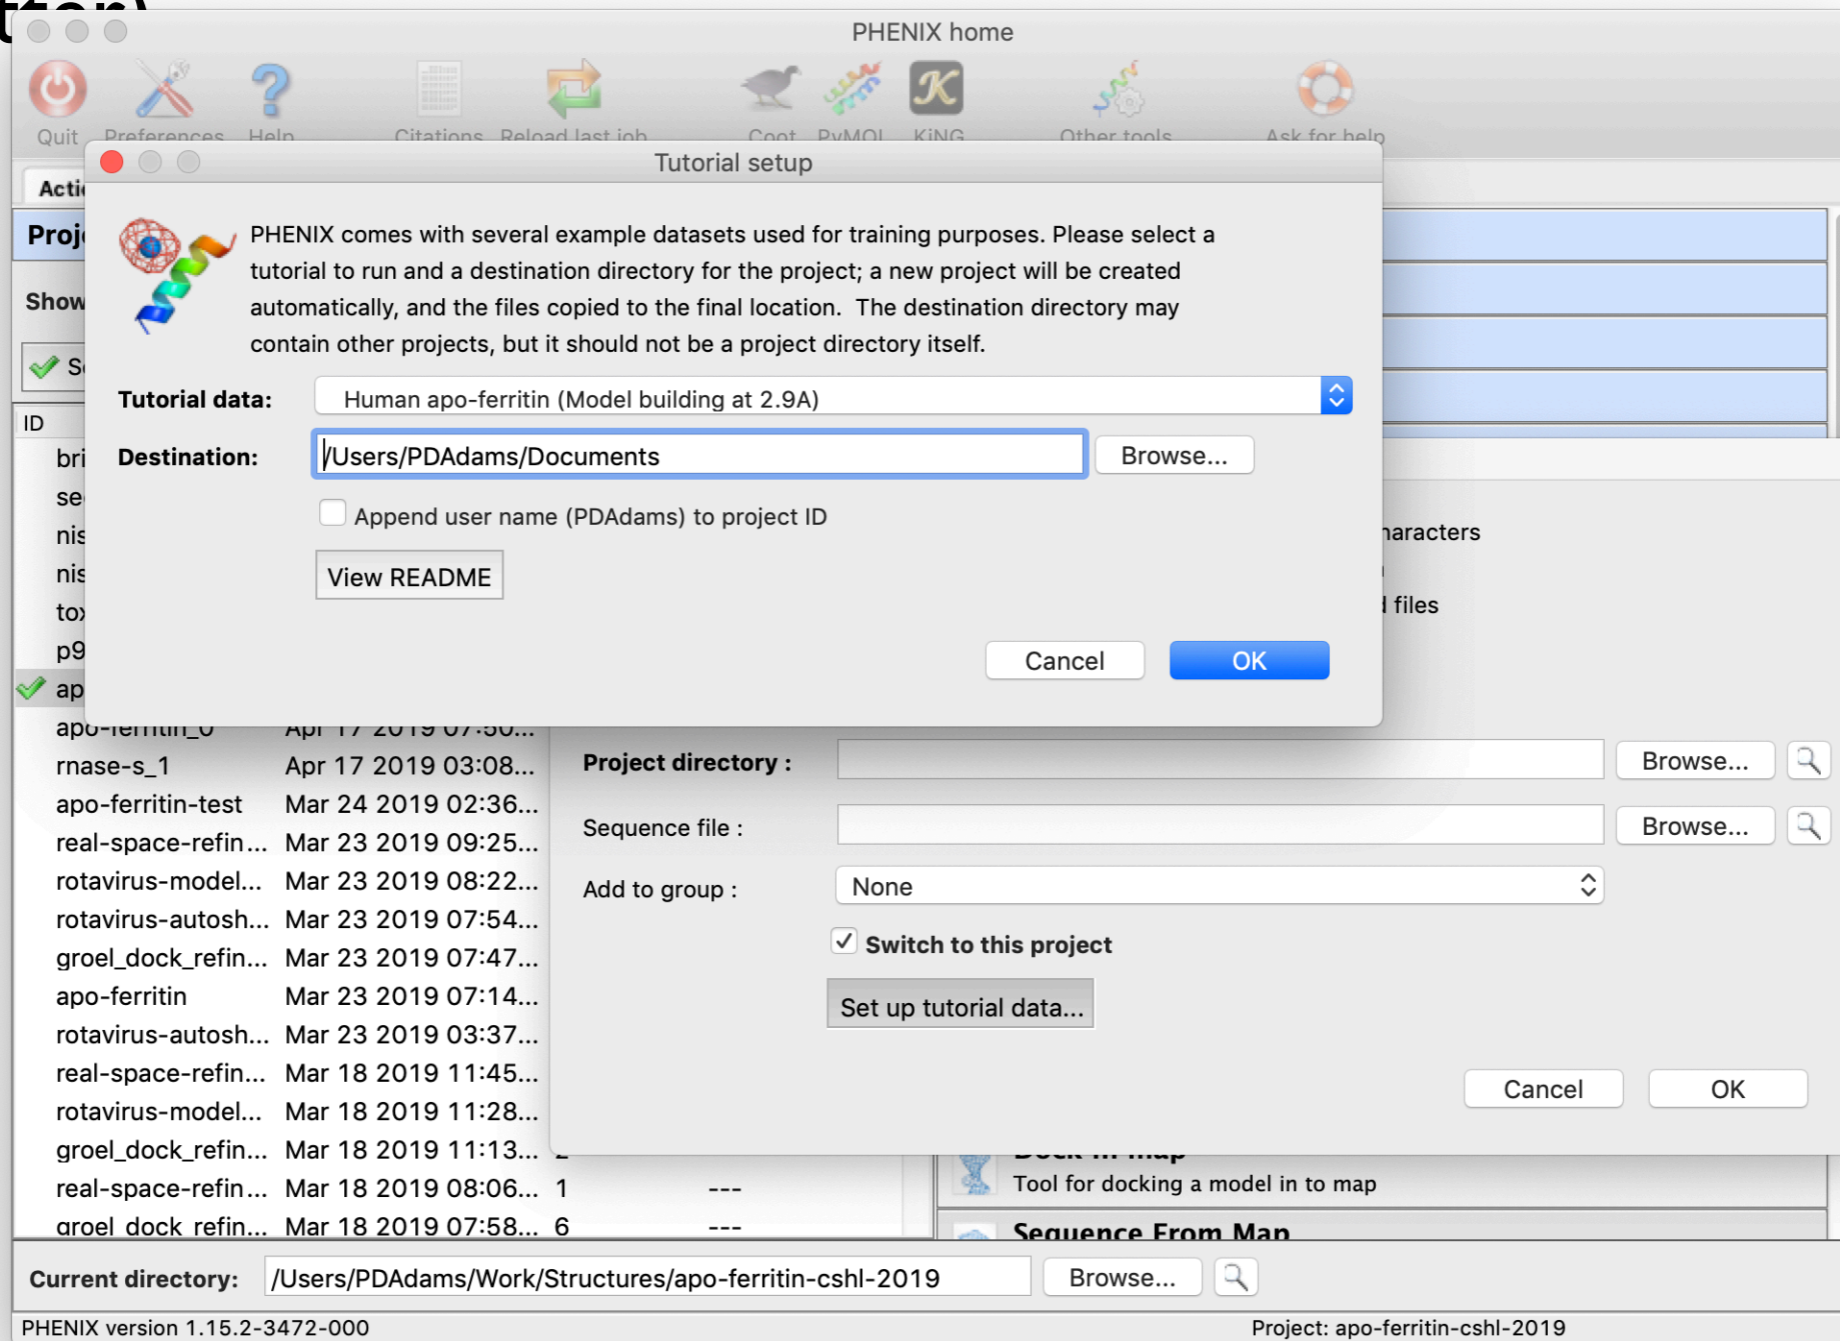 PHENIX home
Quit Preferences Help Citations Reload last job Coot PyMOL KiNG Other tools Ask for help
Tutorial setup
PHENIX comes with several example datasets used for training purposes. Please select a
tutorial to run and a destination directory for the project; a new project will be created
automatically, and the files copied to the final location. The destination directory may
contain other projects, but it should not be a project directory itself.
Tutorial data: Human apo-ferritin (Model building at 2.9A)
Destination: /Users/PDAdams/Documents Browse...
Append user name (PDAdams) to project ID
View README
Cancel OK
Show
ID
files
apo-ferritin_0 Apr 17 2019 07:50...
rnase-s_1 Apr 17 2019 03:08...
apo-ferritin-test Mar 24 2019 02:36...
real-space-refin... Mar 23 2019 09:25...
rotavirus-model... Mar 23 2019 08:22...
rotavirus-autosh... Mar 23 2019 07:54...
groel_dock_refin... Mar 23 2019 07:47...
apo-ferritin Mar 23 2019 07:14...
rotavirus-autosh... Mar 23 2019 03:37...
real-space-refin... Mar 18 2019 11:45...
rotavirus-model... Mar 18 2019 11:28...
groel_dock_refin... Mar 18 2019 11:13...
real-space-refin... Mar 18 2019 08:06... 1 ---
groel_dock_refin... Mar 18 2019 07:58... 6 ---
Project directory : Browse...
Sequence file : Browse...
Add to group : None
Switch to this project
Set up tutorial data...
Cancel OK
Dock in map
Tool for docking a model in to map
Sequence From Map
Current directory: /Users/PDAdams/Work/Structures/apo-ferritin-cshl-2019 Browse...
PHENIX version 1.15.2-3472-000 Project: apo-ferritin-cshl-2019